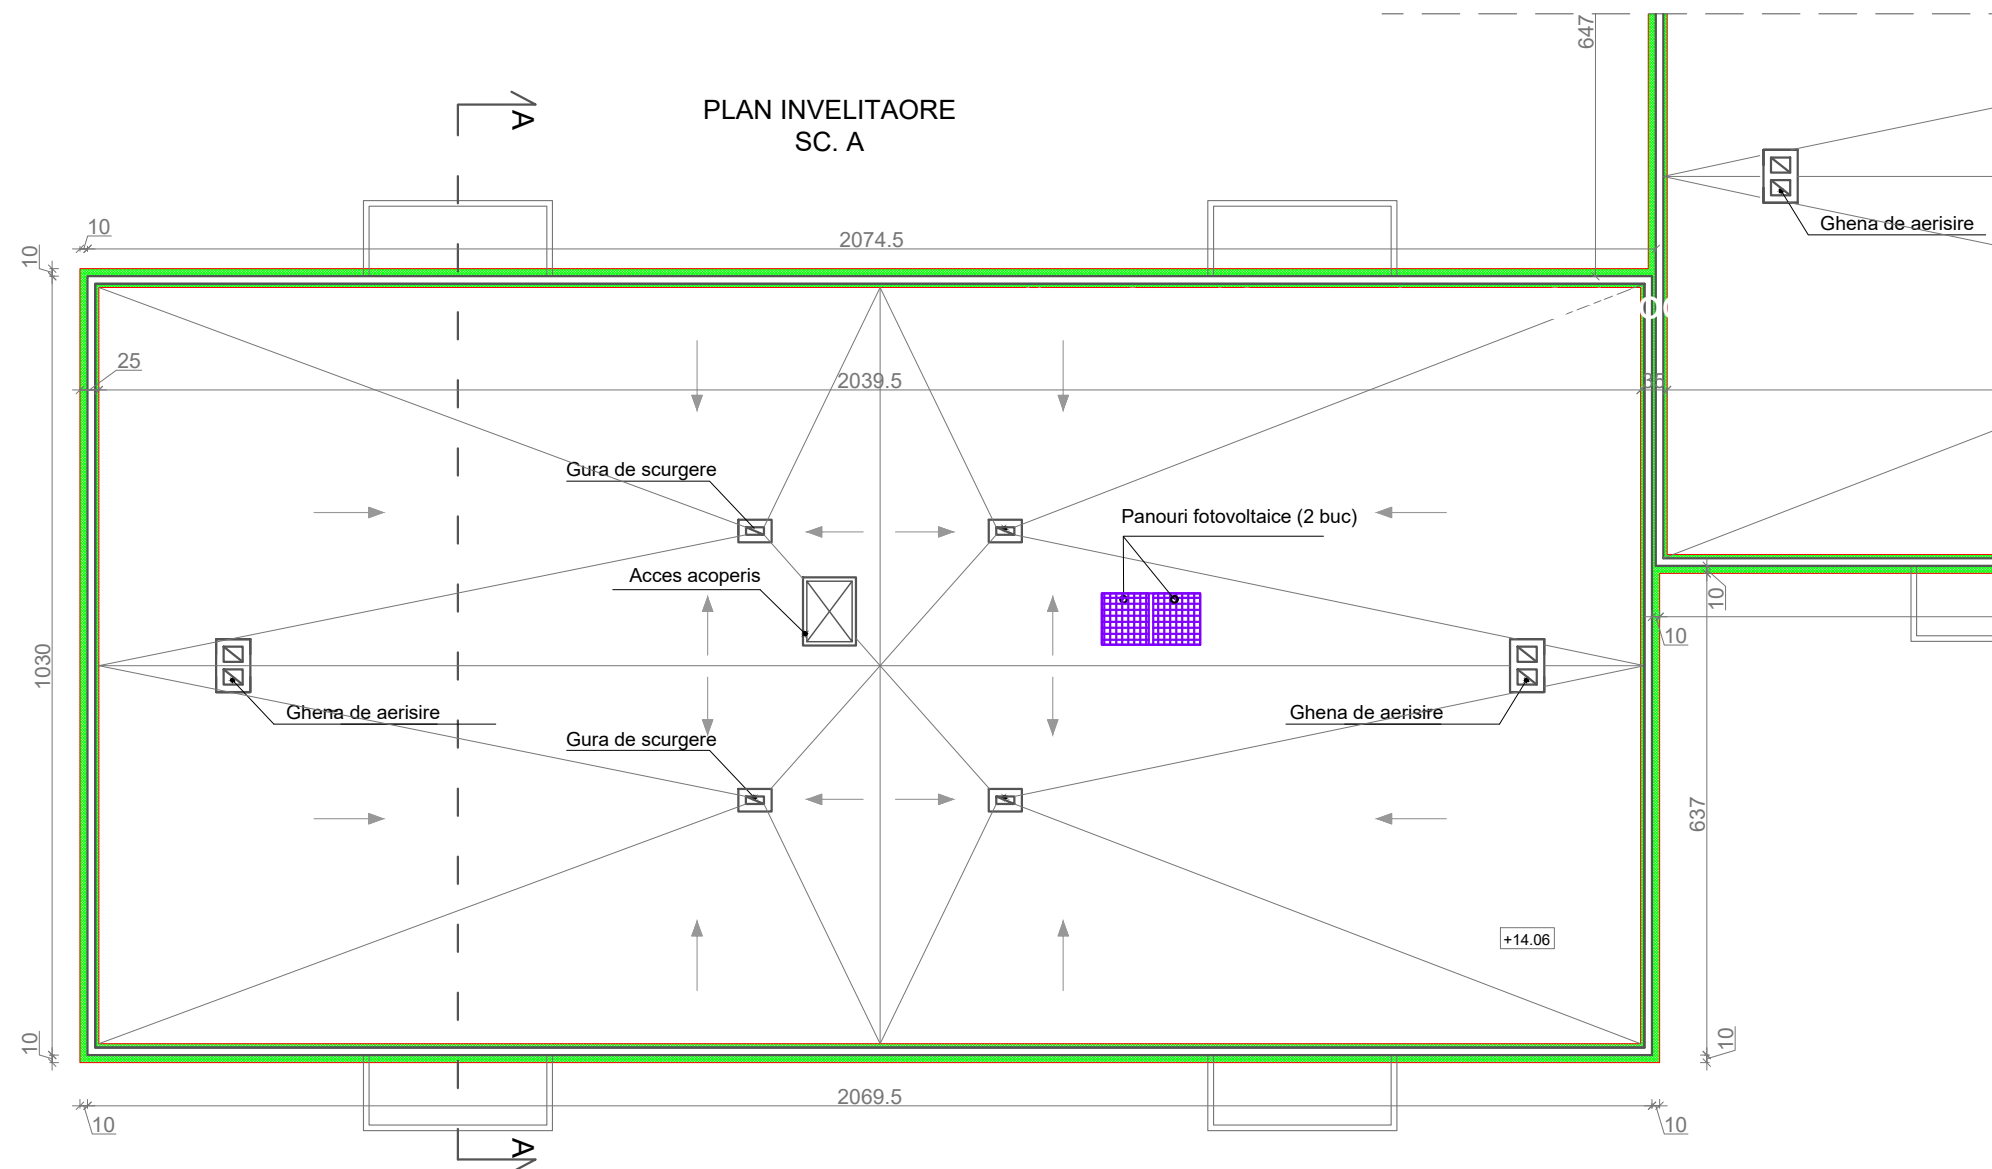 647
A
PLAN INVELITAORE
SC. A
Ghena de aerisire
10
10
2074.5
25
2039.5
35
Gura de scurgere
Panouri fotovoltaice (2 buc)
Acces acoperis
10
10
1030
Ghena de aerisire
Ghena de aerisire
Gura de scurgere
637
+14.06
10
10
2069.5
10
10
A